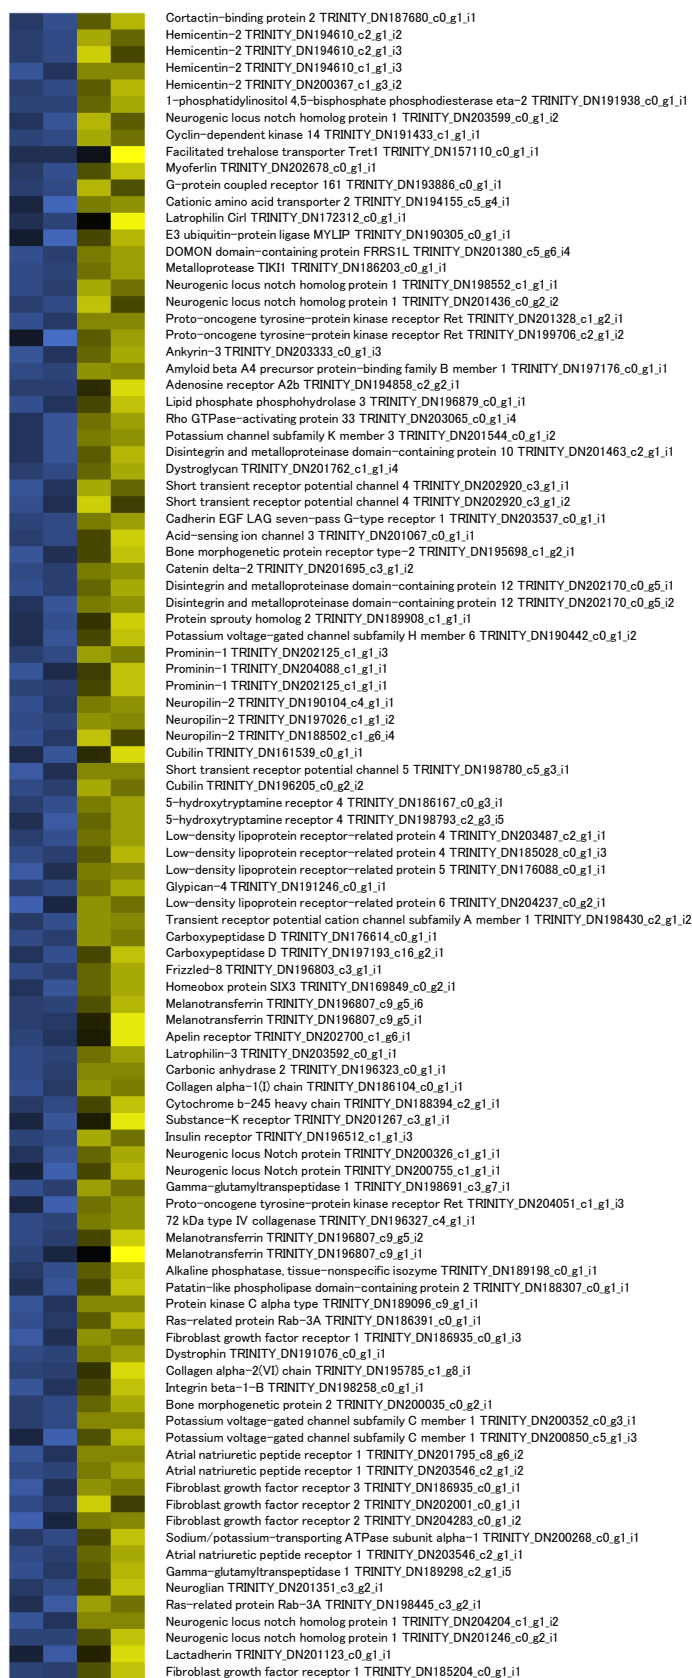 Cortactin-binding protein 2 TRINITY_DN187680_c0_g1_i1
Hemicentin-2 TRINITY_DN194610_c2_g1_i2
Hemicentin-2 TRINITY_DN194610_c2_g1_i3
Hemicentin-2 TRINITY_DN194610_c1_g1_i3
Hemicentin-2 TRINITY_DN200367_c1_g3_i2
1-phosphatidylinositol 4,5-bisphosphate phosphodiesterase eta-2 TRINITY_DN191938_c0_g1_i1
Neurogenic locus notch homolog protein 1 TRINITY_DN203599_c0_g1_i2
Cyclin-dependent kinase 14 TRINITY_DN191433_c1_g1_i1
Facilitated trehalose transporter Tret1 TRINITY_DN157110_c0_g1_i1
Myoferlin TRINITY_DN202678_c0_g1_i1
G-protein coupled receptor 161 TRINITY_DN193886_c0_g1_i1
Cationic amino acid transporter 2 TRINITY_DN194155_c5_g4_i1
Latrophilin Cirl TRINITY_DN172312_c0_g1_i1
E3 ubiquitin-protein ligase MYLIP TRINITY_DN190305_c0_g1_i1
DOMON domain-containing protein FRRS1L TRINITY_DN201380_c5_g6_i4
Metalloprotease TIKI1 TRINITY_DN186203_c0_g1_i1
Neurogenic locus notch homolog protein 1 TRINITY_DN198552_c1_g1_i1
Neurogenic locus notch homolog protein 1 TRINITY_DN201436_c0_g2_i2
Proto-oncogene tyrosine-protein kinase receptor Ret TRINITY_DN201328_c1_g2_i1
Proto-oncogene tyrosine-protein kinase receptor Ret TRINITY_DN199706_c2_g1_i2
Ankyrin-3 TRINITY_DN203333_c0_g1_i3
Amyloid beta A4 precursor protein-binding family B member 1 TRINITY_DN197176_c0_g1_i1
Adenosine receptor A2b TRINITY_DN194858_c2_g2_i1
Lipid phosphate phosphohydrolase 3 TRINITY_DN196879_c0_g1_i1
Rho GTPase-activating protein 33 TRINITY_DN203065_c0_g1_i4
Potassium channel subfamily K member 3 TRINITY_DN201544_c0_g1_i2
Disintegrin and metalloproteinase domain-containing protein 10 TRINITY_DN201463_c2_g1_i1
Dystroglycan TRINITY_DN201762_c1_g1_i4
Short transient receptor potential channel 4 TRINITY_DN202920_c3_g1_i1
Short transient receptor potential channel 4 TRINITY_DN202920_c3_g1_i2
Cadherin EGF LAG seven-pass G-type receptor 1 TRINITY_DN203537_c0_g1_i1
Acid-sensing ion channel 3 TRINITY_DN201067_c0_g1_i1
Bone morphogenetic protein receptor type-2 TRINITY_DN195698_c1_g2_i1
Catenin delta-2 TRINITY_DN201695_c3_g1_i2
Disintegrin and metalloproteinase domain-containing protein 12 TRINITY_DN202170_c0_g5_i1
Disintegrin and metalloproteinase domain-containing protein 12 TRINITY_DN202170_c0_g5_i2
Protein sprouty homolog 2 TRINITY_DN189908_c1_g1_i1
Potassium voltage-gated channel subfamily H member 6 TRINITY_DN190442_c0_g1_i2
Prominin-1 TRINITY_DN202125_c1_g1_i3
Prominin-1 TRINITY_DN204088_c1_g1_i1
Prominin-1 TRINITY_DN202125_c1_g1_i1
Neuropilin-2 TRINITY_DN190104_c4_g1_i1
Neuropilin-2 TRINITY_DN197026_c1_g1_i2
Neuropilin-2 TRINITY_DN188502_c1_g6_i4
Cubilin TRINITY_DN161539_c0_g1_i1
Short transient receptor potential channel 5 TRINITY_DN198780_c5_g3_i1
Cubilin TRINITY_DN196205_c0_g2_i2
5-hydroxytryptamine receptor 4 TRINITY_DN186167_c0_g3_i1
5-hydroxytryptamine receptor 4 TRINITY_DN198793_c2_g3_i5
Low-density lipoprotein receptor-related protein 4 TRINITY_DN203487_c2_g1_i1
Low-density lipoprotein receptor-related protein 4 TRINITY_DN185028_c0_g1_i3
Low-density lipoprotein receptor-related protein 5 TRINITY_DN176088_c0_g1_i1
Glypican-4 TRINITY_DN191246_c0_g1_i1
Low-density lipoprotein receptor-related protein 6 TRINITY_DN204237_c0_g2_i1
Transient receptor potential cation channel subfamily A member 1 TRINITY_DN198430_c2_g1_i2
Carboxypeptidase D TRINITY_DN176614_c0_g1_i1
Carboxypeptidase D TRINITY_DN197193_c16_g2_i1
Frizzled-8 TRINITY_DN196803_c3_g1_i1
Homeobox protein SIX3 TRINITY_DN169849_c0_g2_i1
Melanotransferrin TRINITY_DN196807_c9_g5_i6
Melanotransferrin TRINITY_DN196807_c9_g5_i1
Apelin receptor TRINITY_DN202700_c1_g6_i1
Latrophilin-3 TRINITY_DN203592_c0_g1_i1
Carbonic anhydrase 2 TRINITY_DN196323_c0_g1_i1
Collagen alpha-1(I) chain TRINITY_DN186104_c0_g1_i1
Cytochrome b-245 heavy chain TRINITY_DN188394_c2_g1_i1
Substance-K receptor TRINITY_DN201267_c3_g1_i1
Insulin receptor TRINITY_DN196512_c1_g1_i3
Neurogenic locus Notch protein TRINITY_DN200326_c1_g1_i1
Neurogenic locus Notch protein TRINITY_DN200755_c1_g1_i1
Gamma-glutamyltranspeptidase 1 TRINITY_DN198691_c3_g7_i1
Proto-oncogene tyrosine-protein kinase receptor Ret TRINITY_DN204051_c1_g1_i3
72 kDa type IV collagenase TRINITY_DN196327_c4_g1_i1
Melanotransferrin TRINITY_DN196807_c9_g5_i2
Melanotransferrin TRINITY_DN196807_c9_g1_i1
Alkaline phosphatase, tissue-nonspecific isozyme TRINITY_DN189198_c0_g1_i1
Patatin-like phospholipase domain-containing protein 2 TRINITY_DN188307_c0_g1_i1
Protein kinase C alpha type TRINITY_DN189096_c9_g1_i1
Ras-related protein Rab-3A TRINITY_DN186391_c0_g1_i1
Fibroblast growth factor receptor 1 TRINITY_DN186935_c0_g1_i3
Dystrophin TRINITY_DN191076_c0_g1_i1
Collagen alpha-2(VI) chain TRINITY_DN195785_c1_g8_i1
Integrin beta-1-B TRINITY_DN198258_c0_g1_i1
Bone morphogenetic protein 2 TRINITY_DN200035_c0_g2_i1
Potassium voltage-gated channel subfamily C member 1 TRINITY_DN200352_c0_g3_i1
Potassium voltage-gated channel subfamily C member 1 TRINITY_DN200850_c5_g1_i3
Atrial natriuretic peptide receptor 1 TRINITY_DN201795_c8_g6_i2
Atrial natriuretic peptide receptor 1 TRINITY_DN203546_c2_g1_i2
Fibroblast growth factor receptor 3 TRINITY_DN186935_c0_g1_i1
Fibroblast growth factor receptor 2 TRINITY_DN202001_c0_g1_i1
Fibroblast growth factor receptor 2 TRINITY_DN204283_c0_g1_i2
Sodium/potassium-transporting ATPase subunit alpha-1 TRINITY_DN200268_c0_g1_i1
Atrial natriuretic peptide receptor 1 TRINITY_DN203546_c2_g1_i1
Gamma-glutamyltranspeptidase 1 TRINITY_DN189298_c2_g1_i5
Neuroglian TRINITY_DN201351_c3_g2_i1
Ras-related protein Rab-3A TRINITY_DN198445_c3_g2_i1
Neurogenic locus notch homolog protein 1 TRINITY_DN204204_c1_g1_i2
Neurogenic locus notch homolog protein 1 TRINITY_DN201246_c0_g2_i1
Lactadherin TRINITY_DN201123_c0_g1_i1
Fibroblast growth factor receptor 1 TRINITY_DN185204_c0_g1_i1